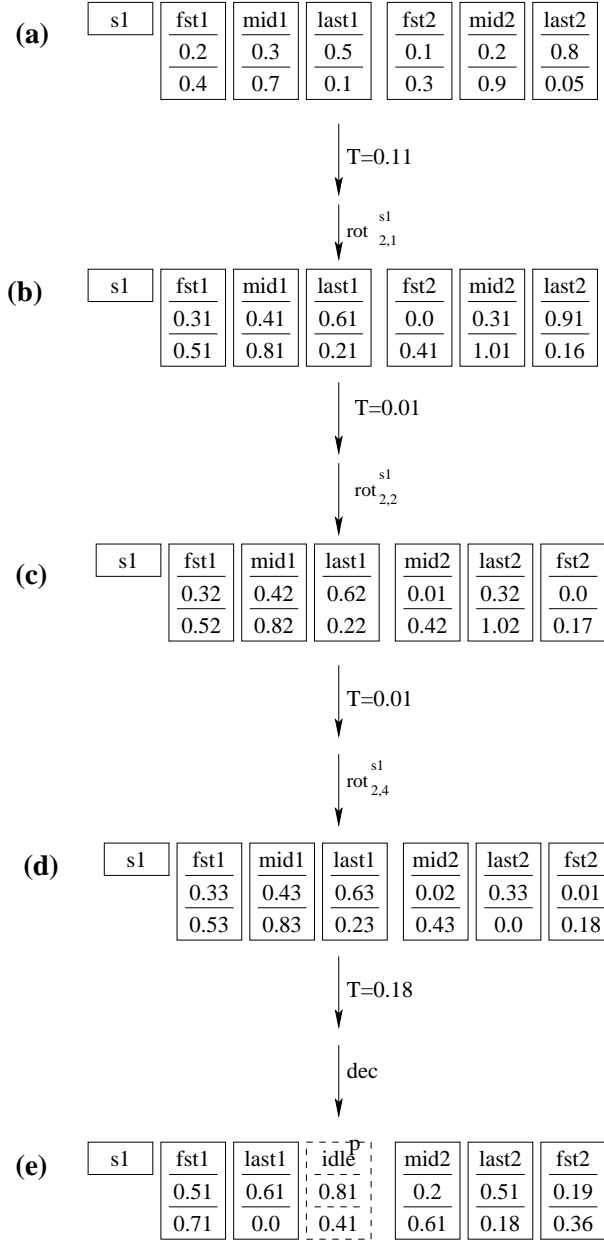 (a) s1 fst1 mid1 last1 fst2 mid2 last2
0.2 0.3 0.5 0.1 0.2 0.8
0.4 0.7 0.1 0.3 0.9 0.05
T=0.11
rot s1 2,1
(b) s1 fst1 mid1 last1 fst2 mid2 last2
0.31 0.41 0.61 0.0 0.31 0.91
0.51 0.81 0.21 0.41 1.01 0.16
T=0.01
rot s1 2,2
(c) s1 fst1 mid1 last1 mid2 last2 fst2
0.32 0.42 0.62 0.01 0.32 0.0
0.52 0.82 0.22 0.42 1.02 0.17
T=0.01
rot s1 2,4
(d) s1 fst1 mid1 last1 mid2 last2 fst2
0.33 0.43 0.63 0.02 0.33 0.01
0.53 0.83 0.23 0.43 0.0 0.18
T=0.18
dec p
(e) s1 fst1 last1 idle mid2 last2 fst2
0.51 0.61 0.81 0.2 0.51 0.19
0.71 0.0 0.41 0.61 0.18 0.36